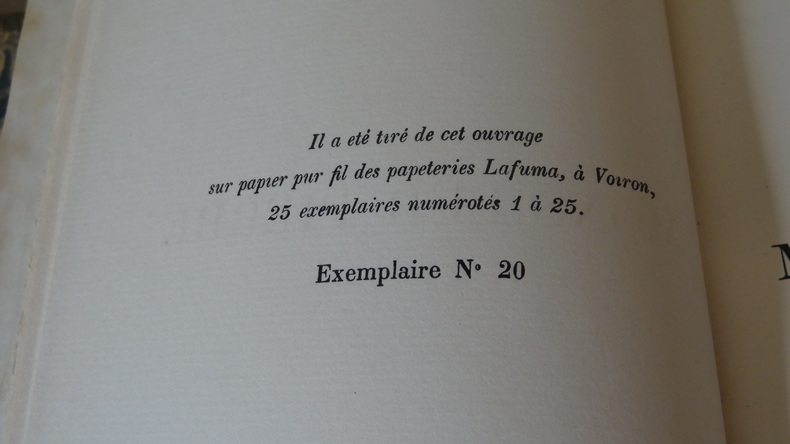 Il a eté tiré de cet ouvrage
sur papier pur fil des papeteries Lafuma, à Voiron,
25 exemplaires numérotés 1 à 25.
Exemplaire N° 20